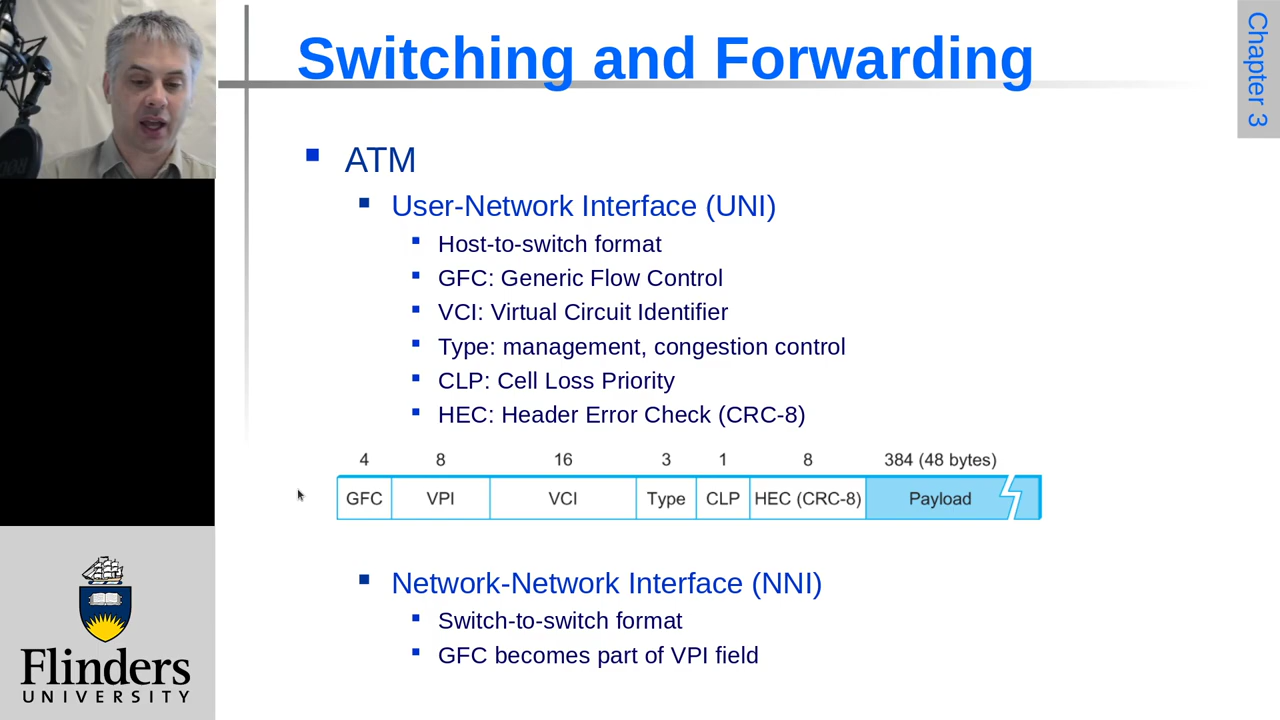 Switching and Forwarding
Chapter 3
ATM
User-Network Interface (UNI)
Host-to-switch format
GFC: Generic Flow Control
VCI: Virtual Circuit Identifier
Type: management, congestion control
CLP: Cell Loss Priority
HEC: Header Error Check (CRC-8)
4 8 16 3 1 8 384 (48 bytes)
GFC VPI VCI Type CLP HEC (CRC-8) Payload
Network-Network Interface (NNI)
Switch-to-switch format
GFC becomes part of VPI field
Flinders
UNIVERSITY